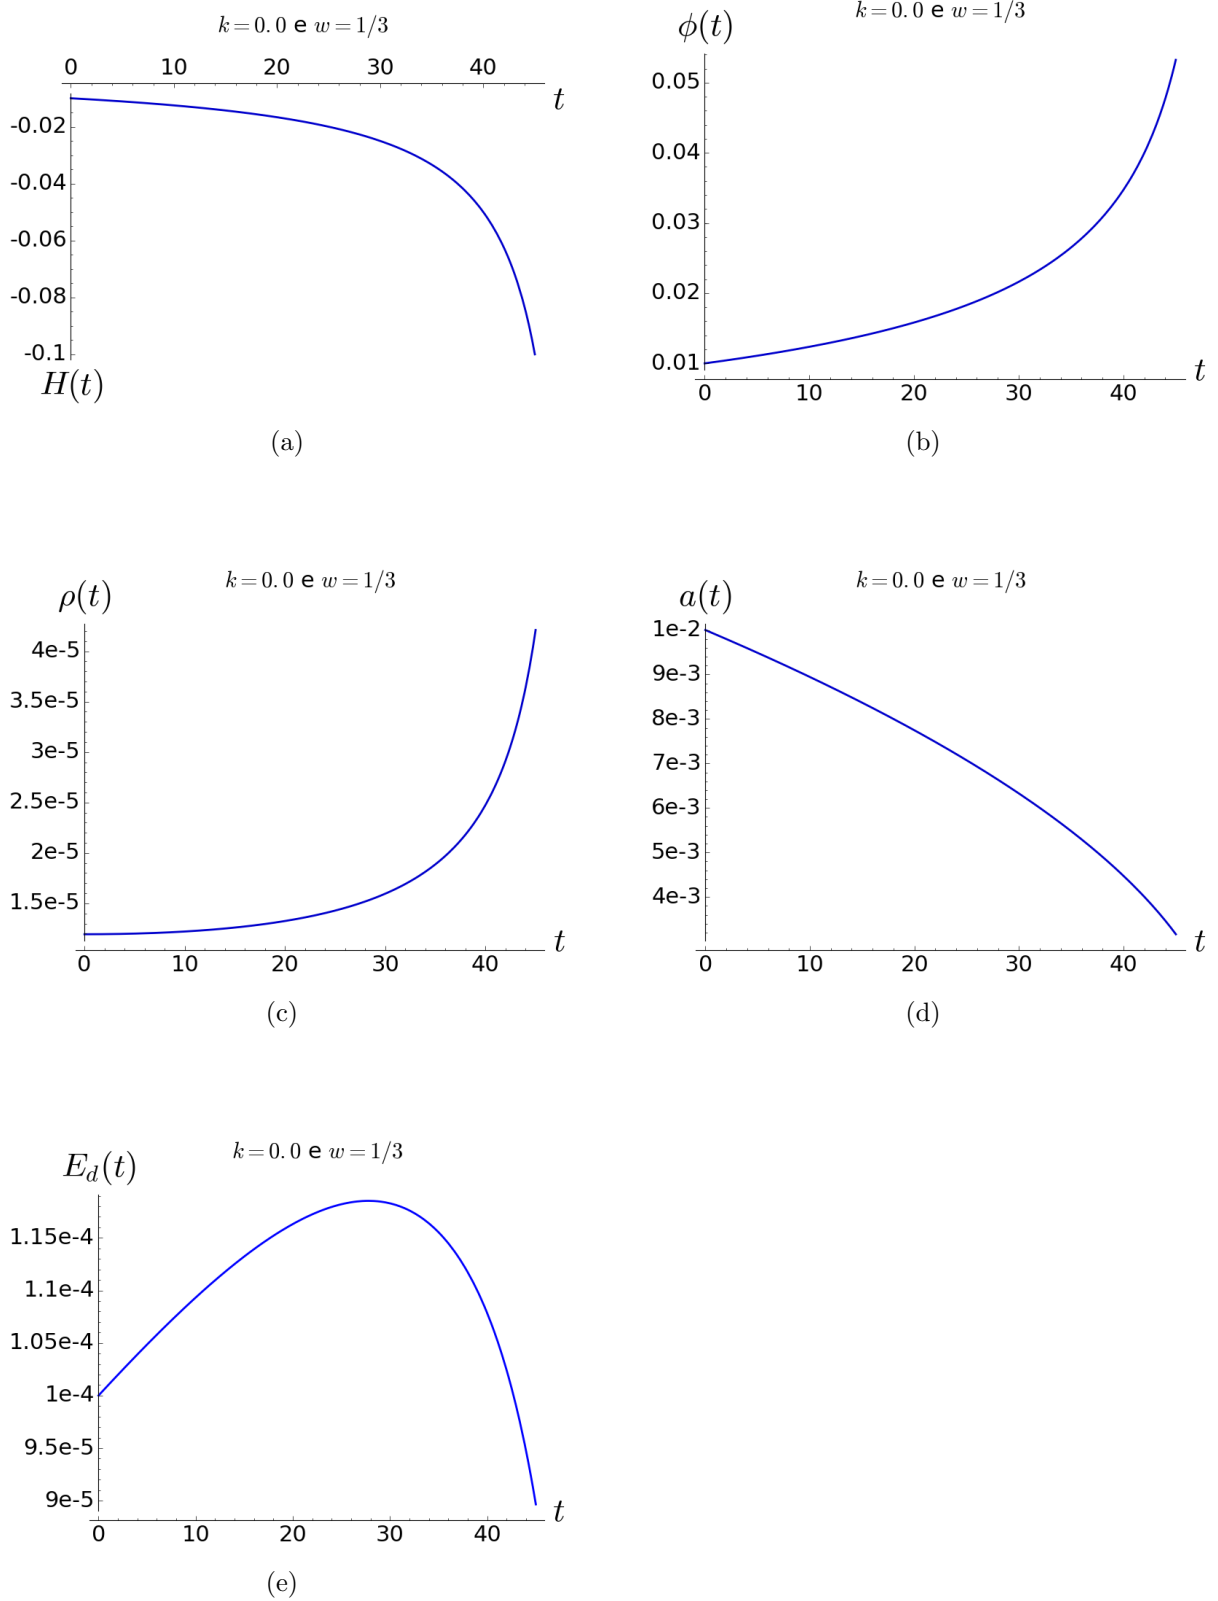 k = 0.0 e w = 1/3
0 10 20 30 40
t
-0.02
-0.04
-0.06
-0.08
-0.1
H(t)
(a)
k = 0.0 e w = 1/3
ϕ(t)
0.05
0.04
0.03
0.02
0.01
t
0 10 20 30 40
(b)
k = 0.0 e w = 1/3
ρ(t)
4e-5
3.5e-5
3e-5
2.5e-5
2e-5
1.5e-5
t
0 10 20 30 40
(c)
k = 0.0 e w = 1/3
a(t)
1e-2
9e-3
8e-3
7e-3
6e-3
5e-3
4e-3
t
0 10 20 30 40
(d)
k = 0.0 e w = 1/3
E_d(t)
1.15e-4
1.1e-4
1.05e-4
1e-4
9.5e-5
9e-5
t
0 10 20 30 40
(e)